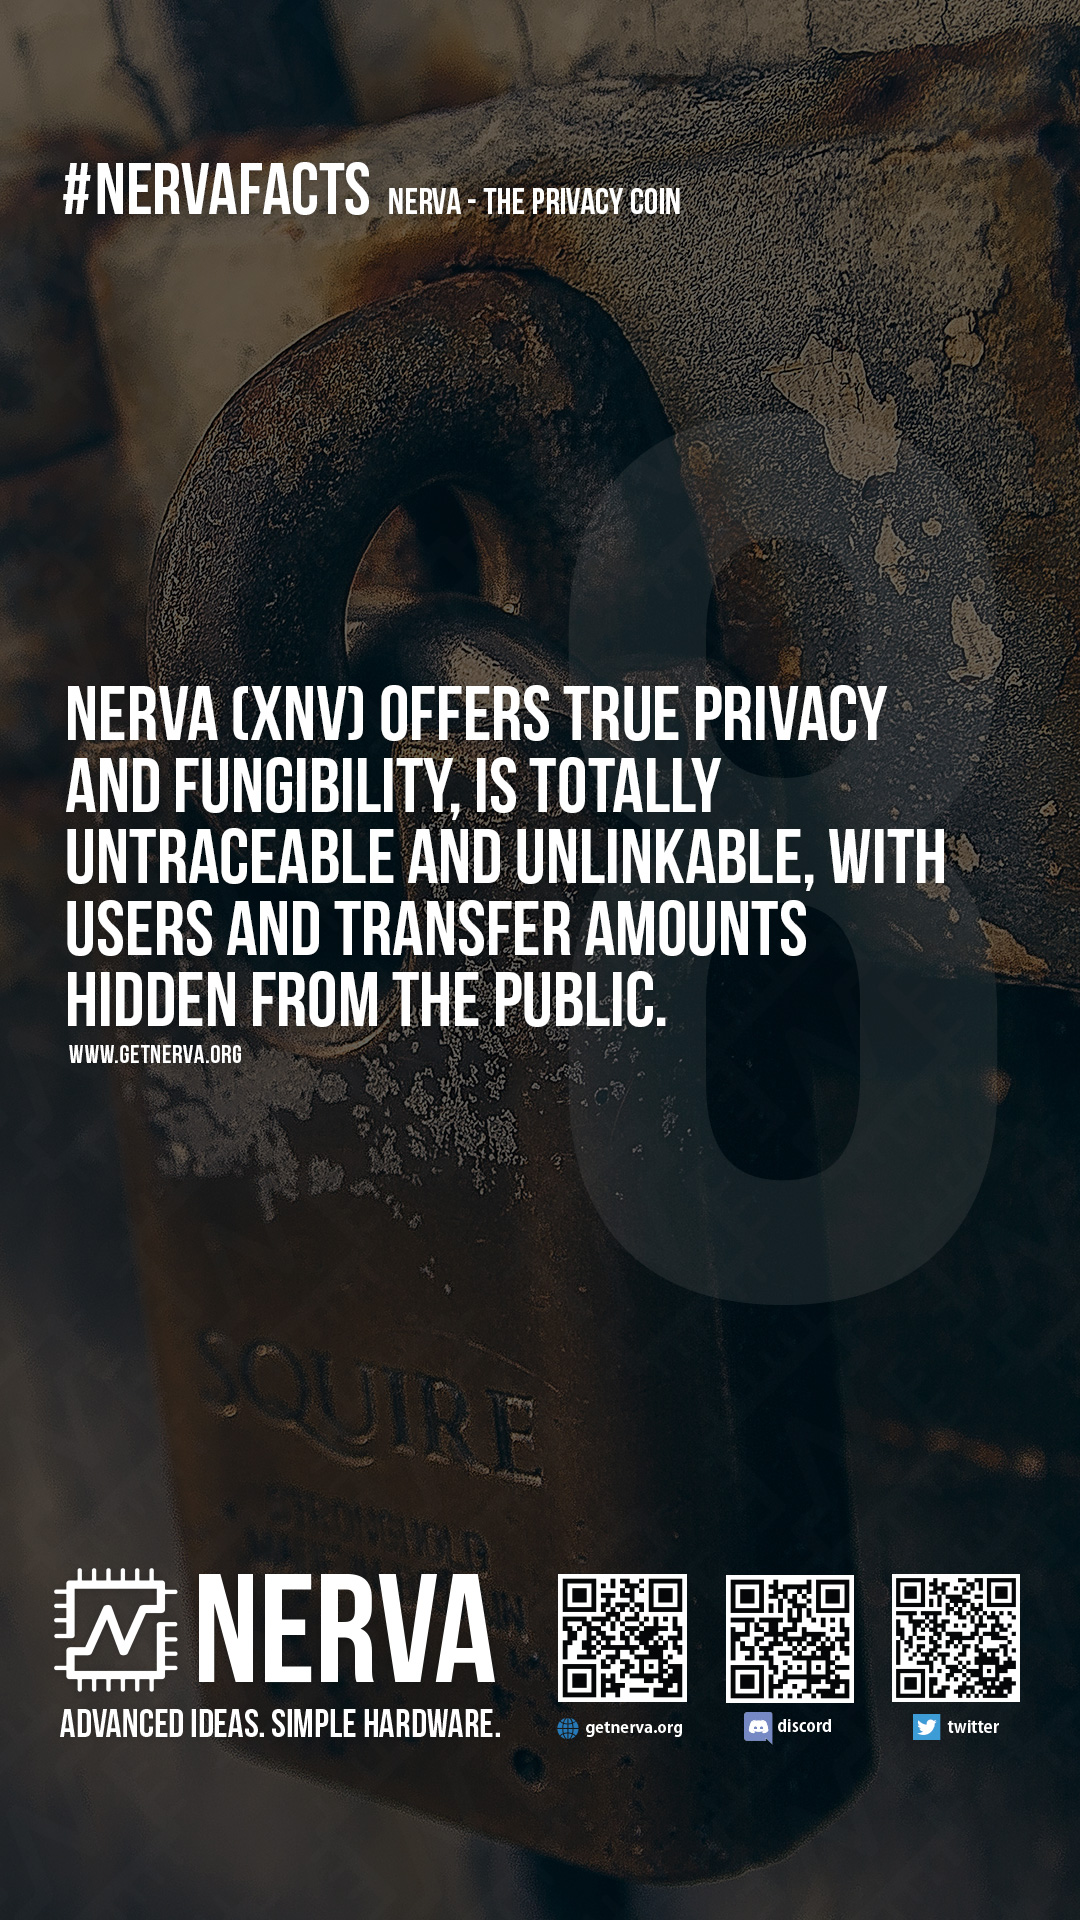 #NERVAFACTS NERVA - THE PRIVACY COIN
8
NERVA (XNV) OFFERS TRUE PRIVACY
AND FUNGIBILITY, IS TOTALLY
UNTRACEABLE AND UNLINKABLE, WITH
USERS AND TRANSFER AMOUNTS
HIDDEN FROM THE PUBLIC.
WWW.GETNERVA.ORG
SQUIRE
STRONGHOLD
NERVA
ADVANCED IDEAS. SIMPLE HARDWARE.
getnerva.org
discord
twitter